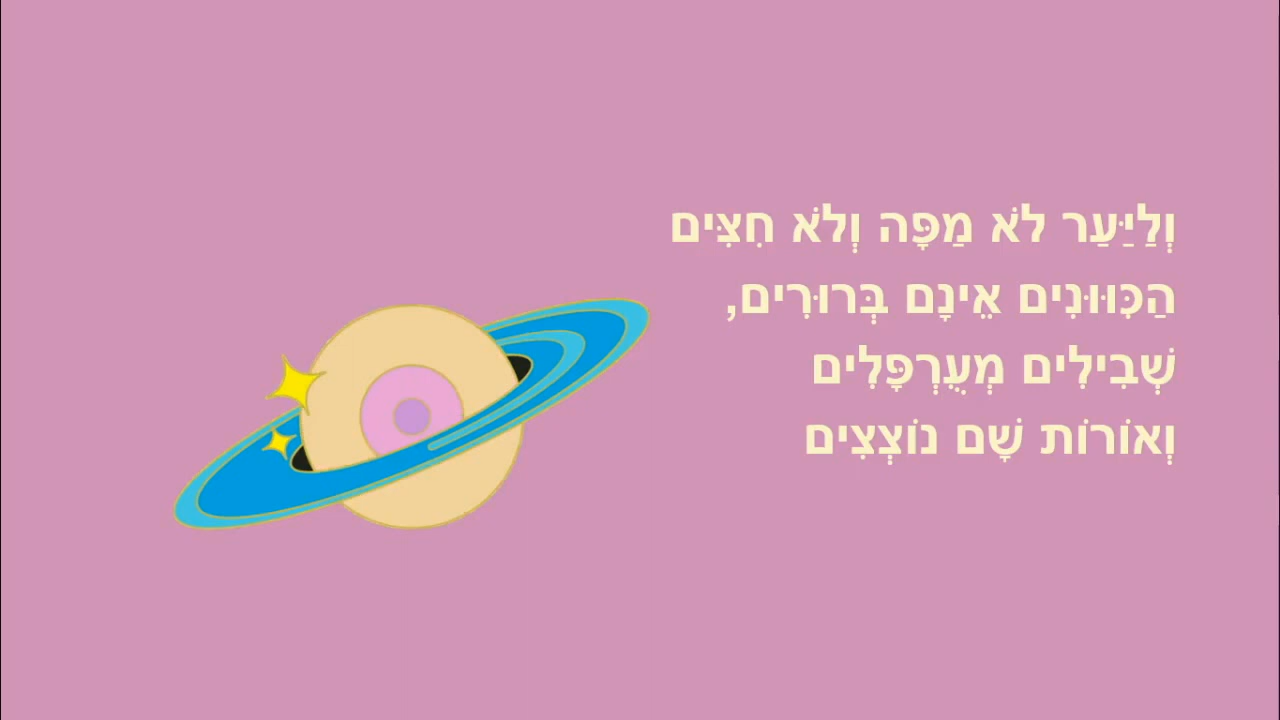 וְלַיַּעַר לֹא מַפָּה וְלֹא חִצִּים
הַכִּוּוּנִים אֵינָם בְּרוּרִים,
שְׁבִילִים מְעֻרְפָּלִים
וְאוֹרוֹת שָׁם נוֹצְצִים